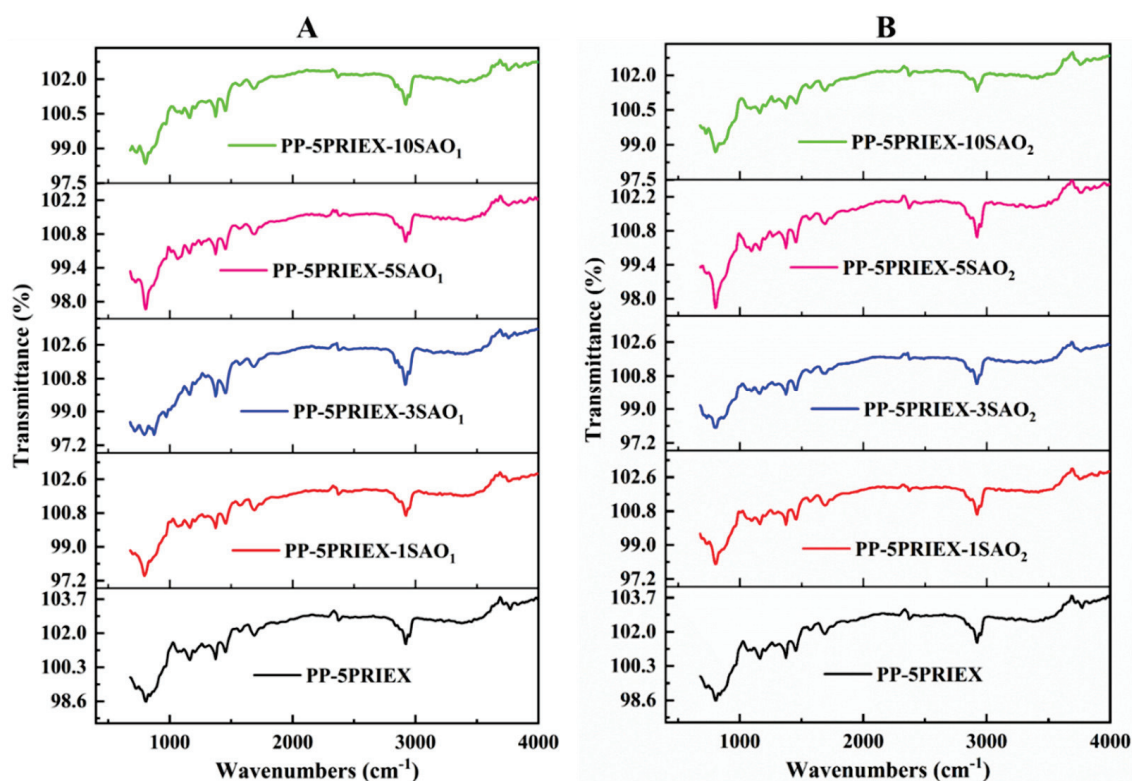 A
B
Transmittance (%)
102.0
100.5
99.0
97.5
PP-5PRIEX-10SAO₁
102.2
100.8
99.4
98.0
PP-5PRIEX-5SAO₁
102.6
100.8
99.0
97.2
PP-5PRIEX-3SAO₁
102.6
100.8
99.0
97.2
PP-5PRIEX-1SAO₁
103.7
102.0
100.3
98.6
PP-5PRIEX
1000 2000 3000 4000
Wavenumbers (cm⁻¹)
Transmittance (%)
102.0
100.5
99.0
97.5
PP-5PRIEX-10SAO₂
102.2
100.8
99.4
98.0
PP-5PRIEX-5SAO₂
102.6
100.8
99.0
97.2
PP-5PRIEX-3SAO₂
102.6
100.8
99.0
97.2
PP-5PRIEX-1SAO₂
103.7
102.0
100.3
98.6
PP-5PRIEX
1000 2000 3000 4000
Wavenumbers (cm⁻¹)